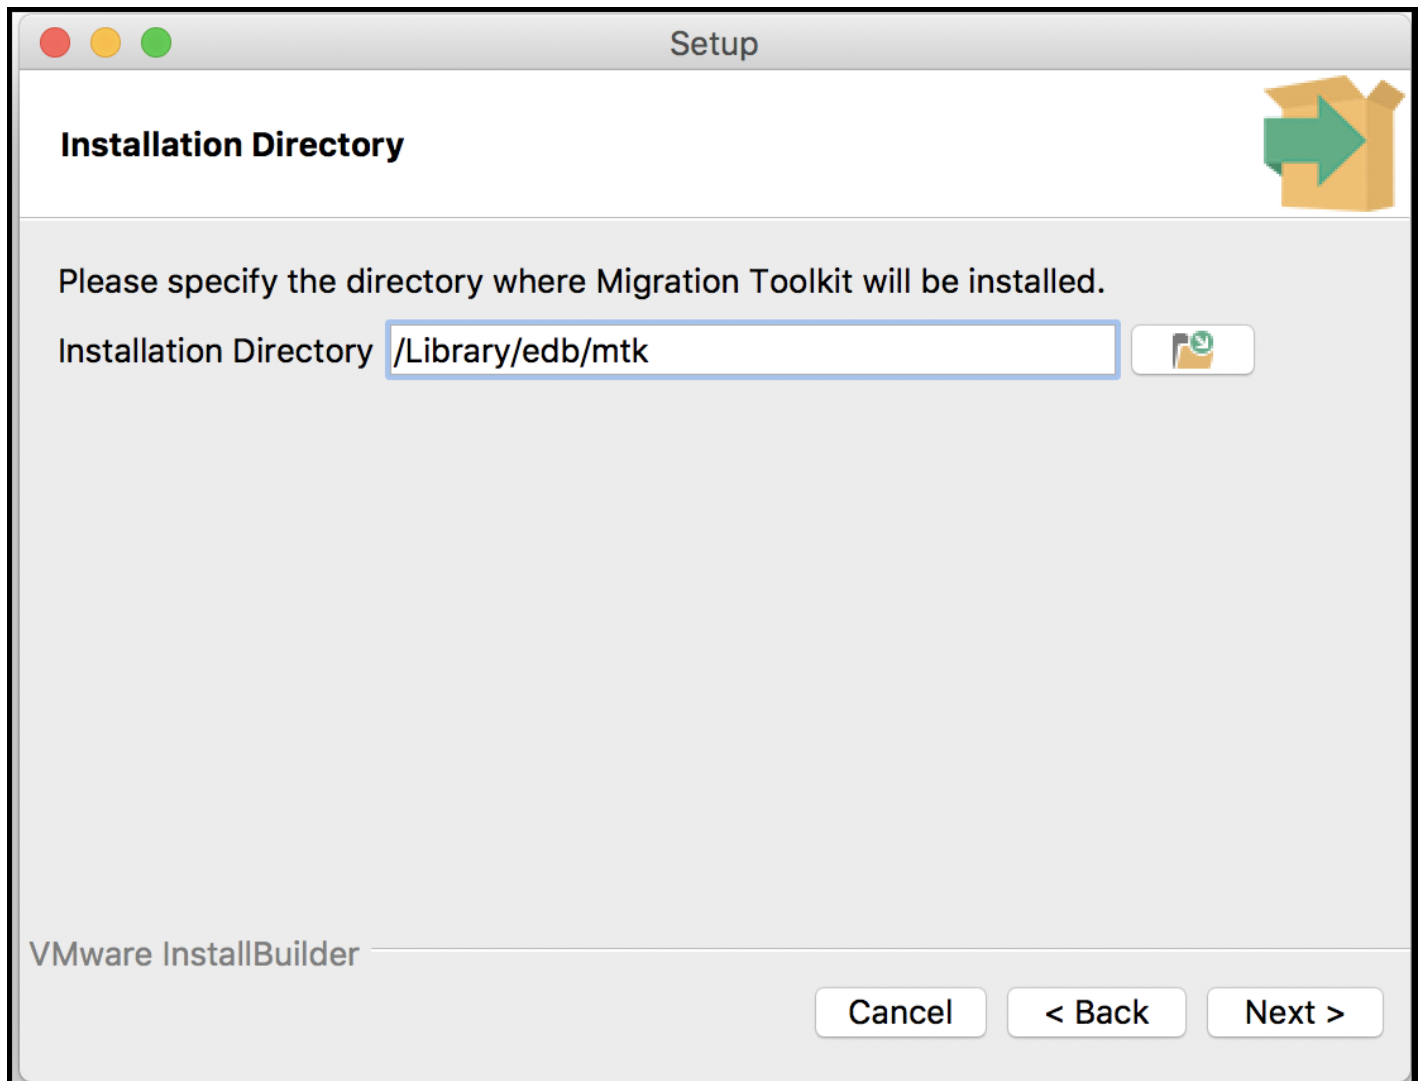 Setup
Installation Directory
Please specify the directory where Migration Toolkit will be installed.
Installation Directory /Library/edb/mtk
VMware InstallBuilder
Cancel < Back Next >